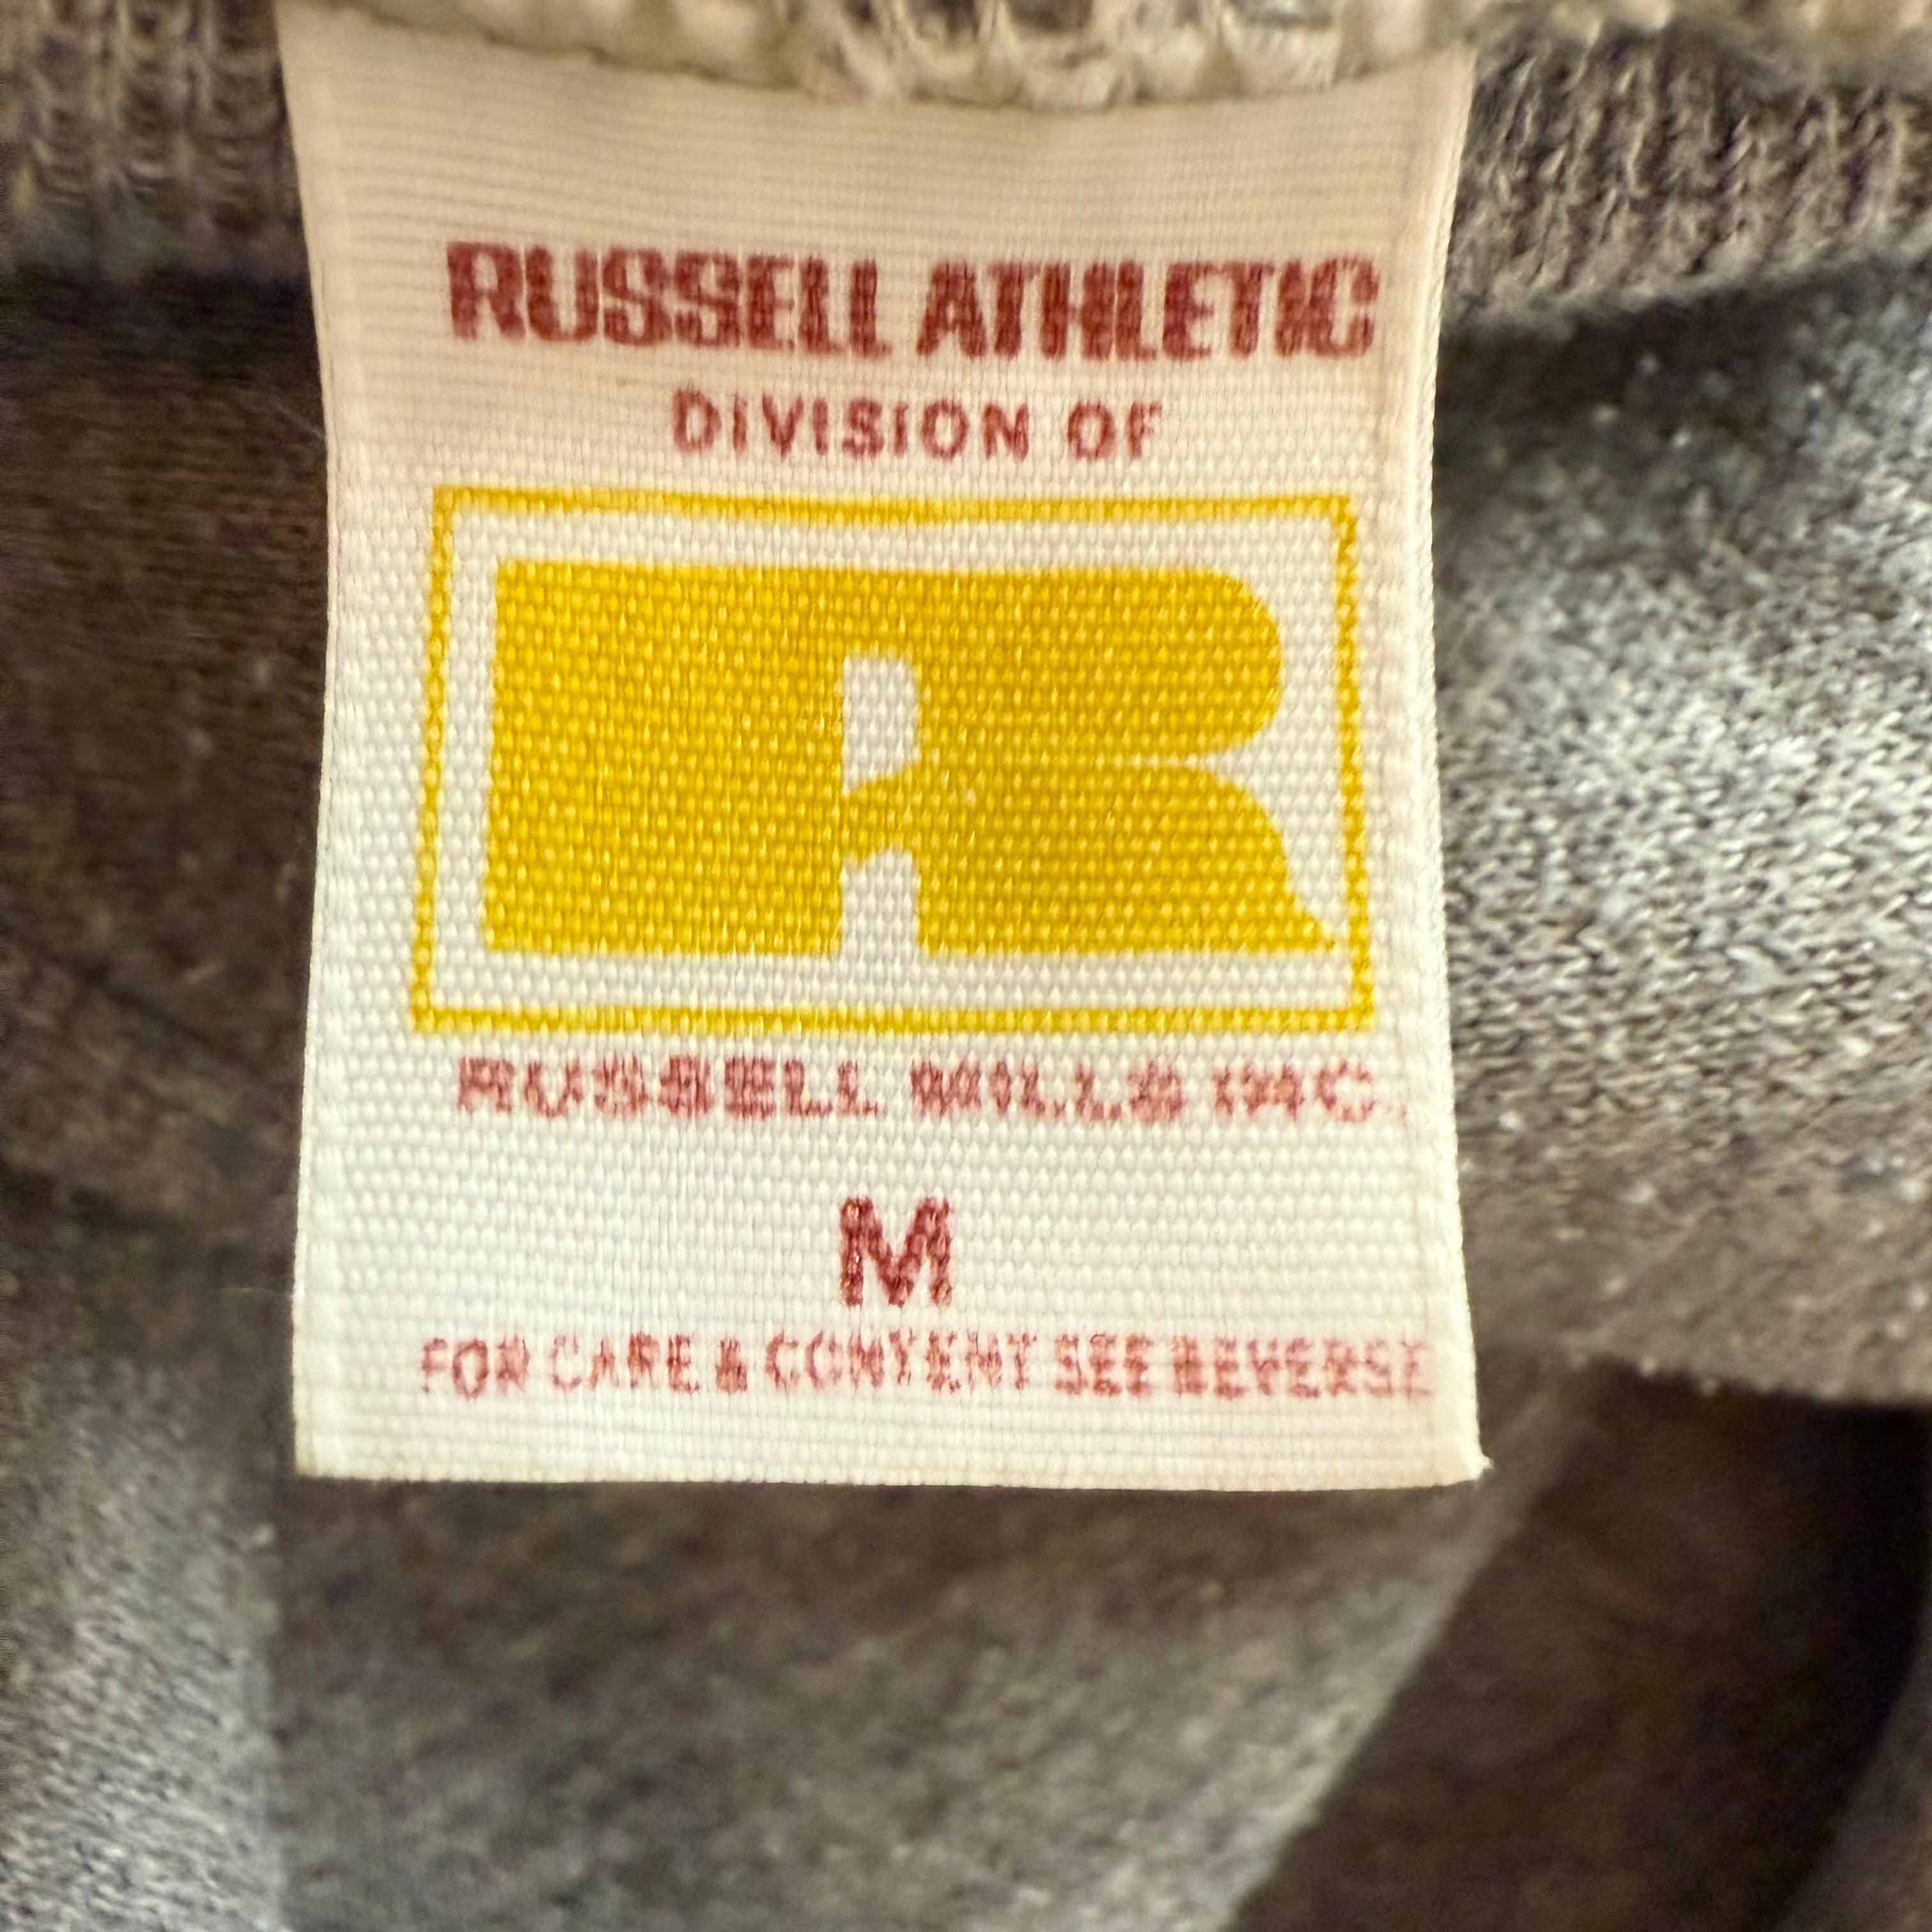 RUSSELL ATHLETIC
DIVISION OF
R
RUSSELL MILLS INC.
M
FOR CARE & CONTENT SEE REVERSE